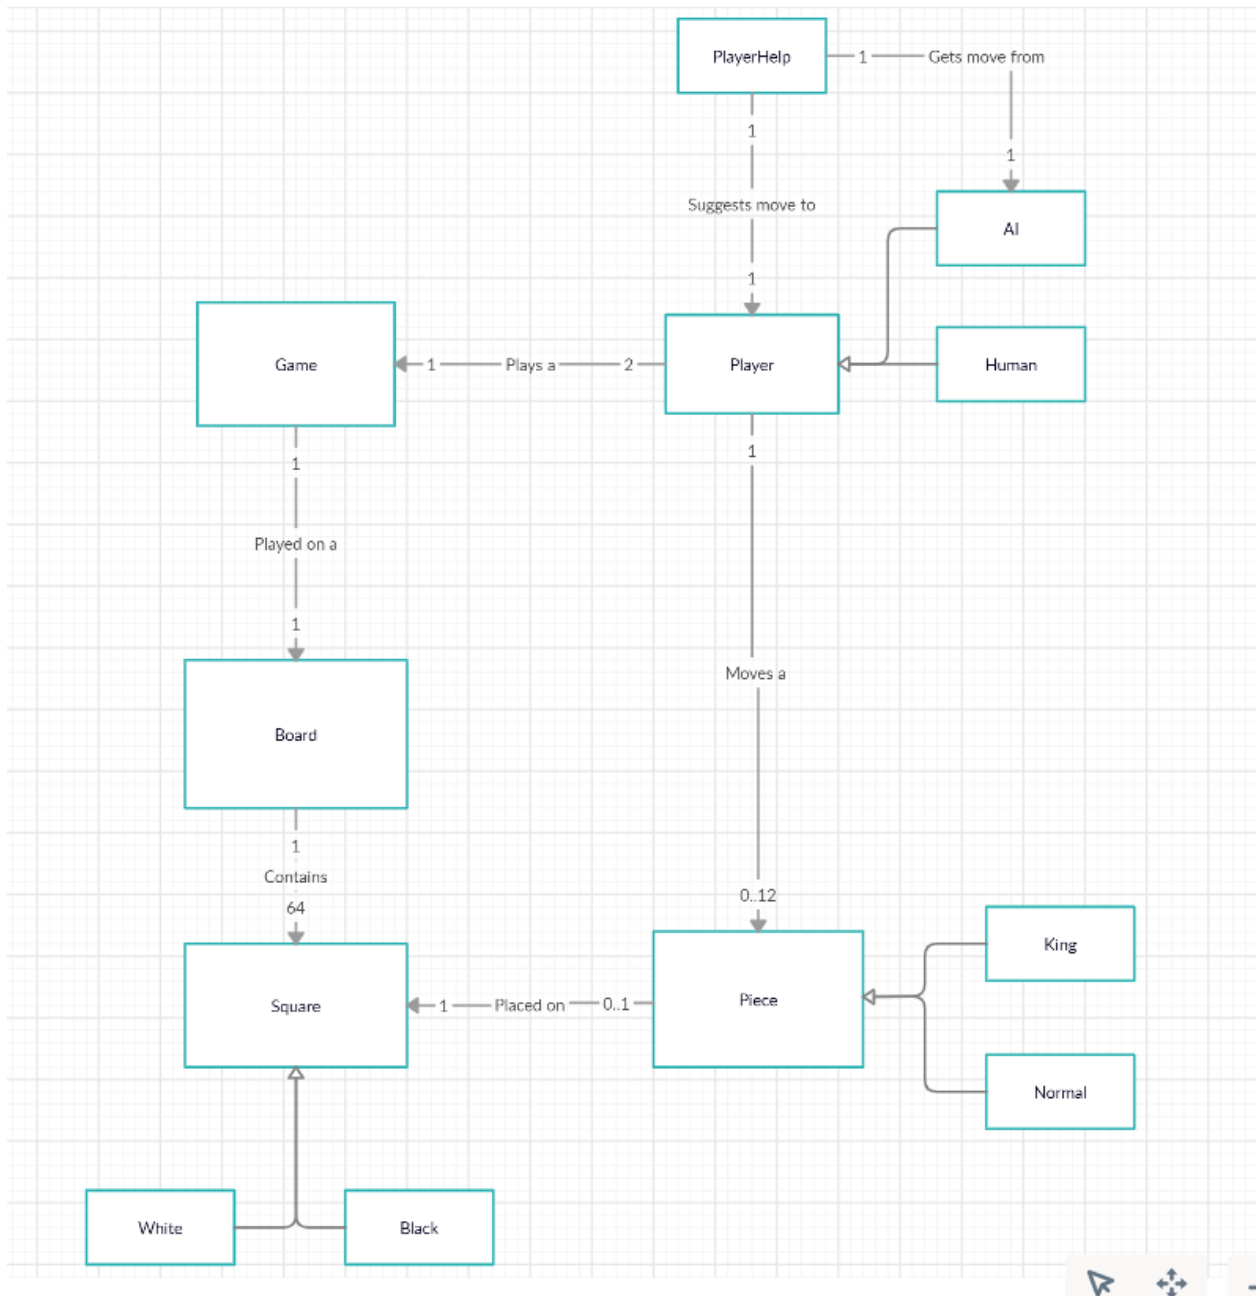 PlayerHelp
1
Gets move from
1
1
Suggests move to
1
AI
Game
1
Plays a
2
Player
Human
1
Played on a
1
1
Moves a
0..12
Board
1
Contains
64
Square
1
Placed on
0..1
Piece
King
Normal
White
Black